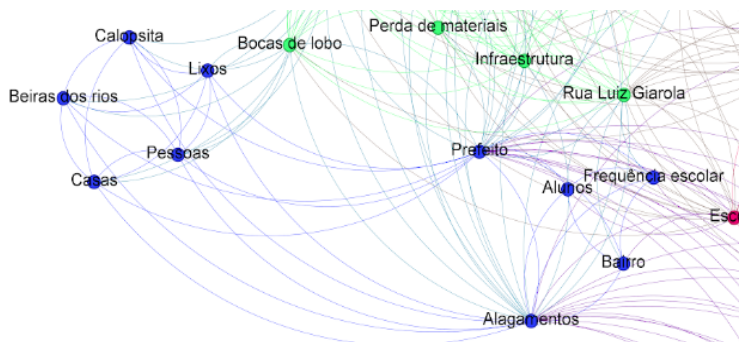 Perda de materiais
Calopsita
Bocas de lobo
Infraestrutura
Lixos
Rua Luiz Giarola
Beiras dos rios
Pessoas
Prefeito
Frequência escolar
Casas
Alunos
Bairro
Alagamentos